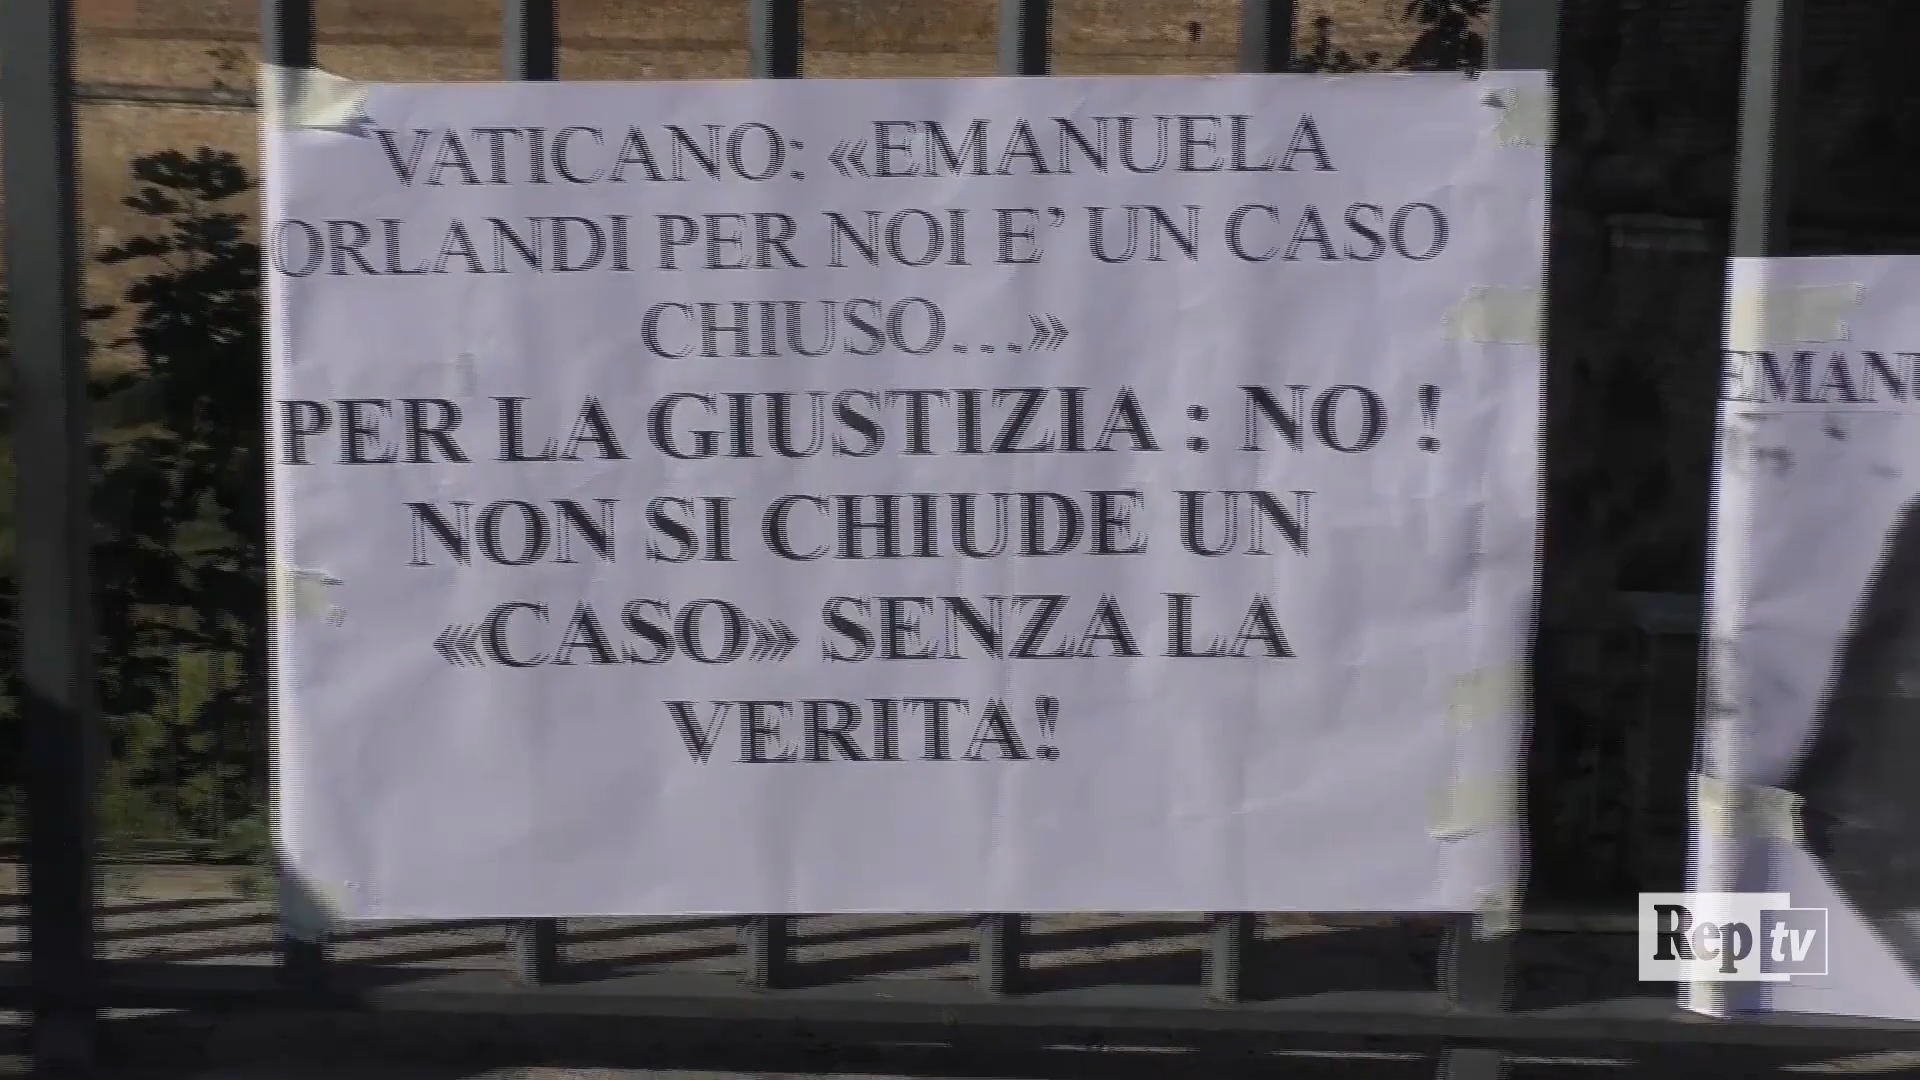 VATICANO: «EMANUELA
ORLANDI PER NOI E’ UN CASO
CHIUSO...»
PER LA GIUSTIZIA : NO !
NON SI CHIUDE UN
«CASO» SENZA LA
VERITA!
EMANU
Rep tv